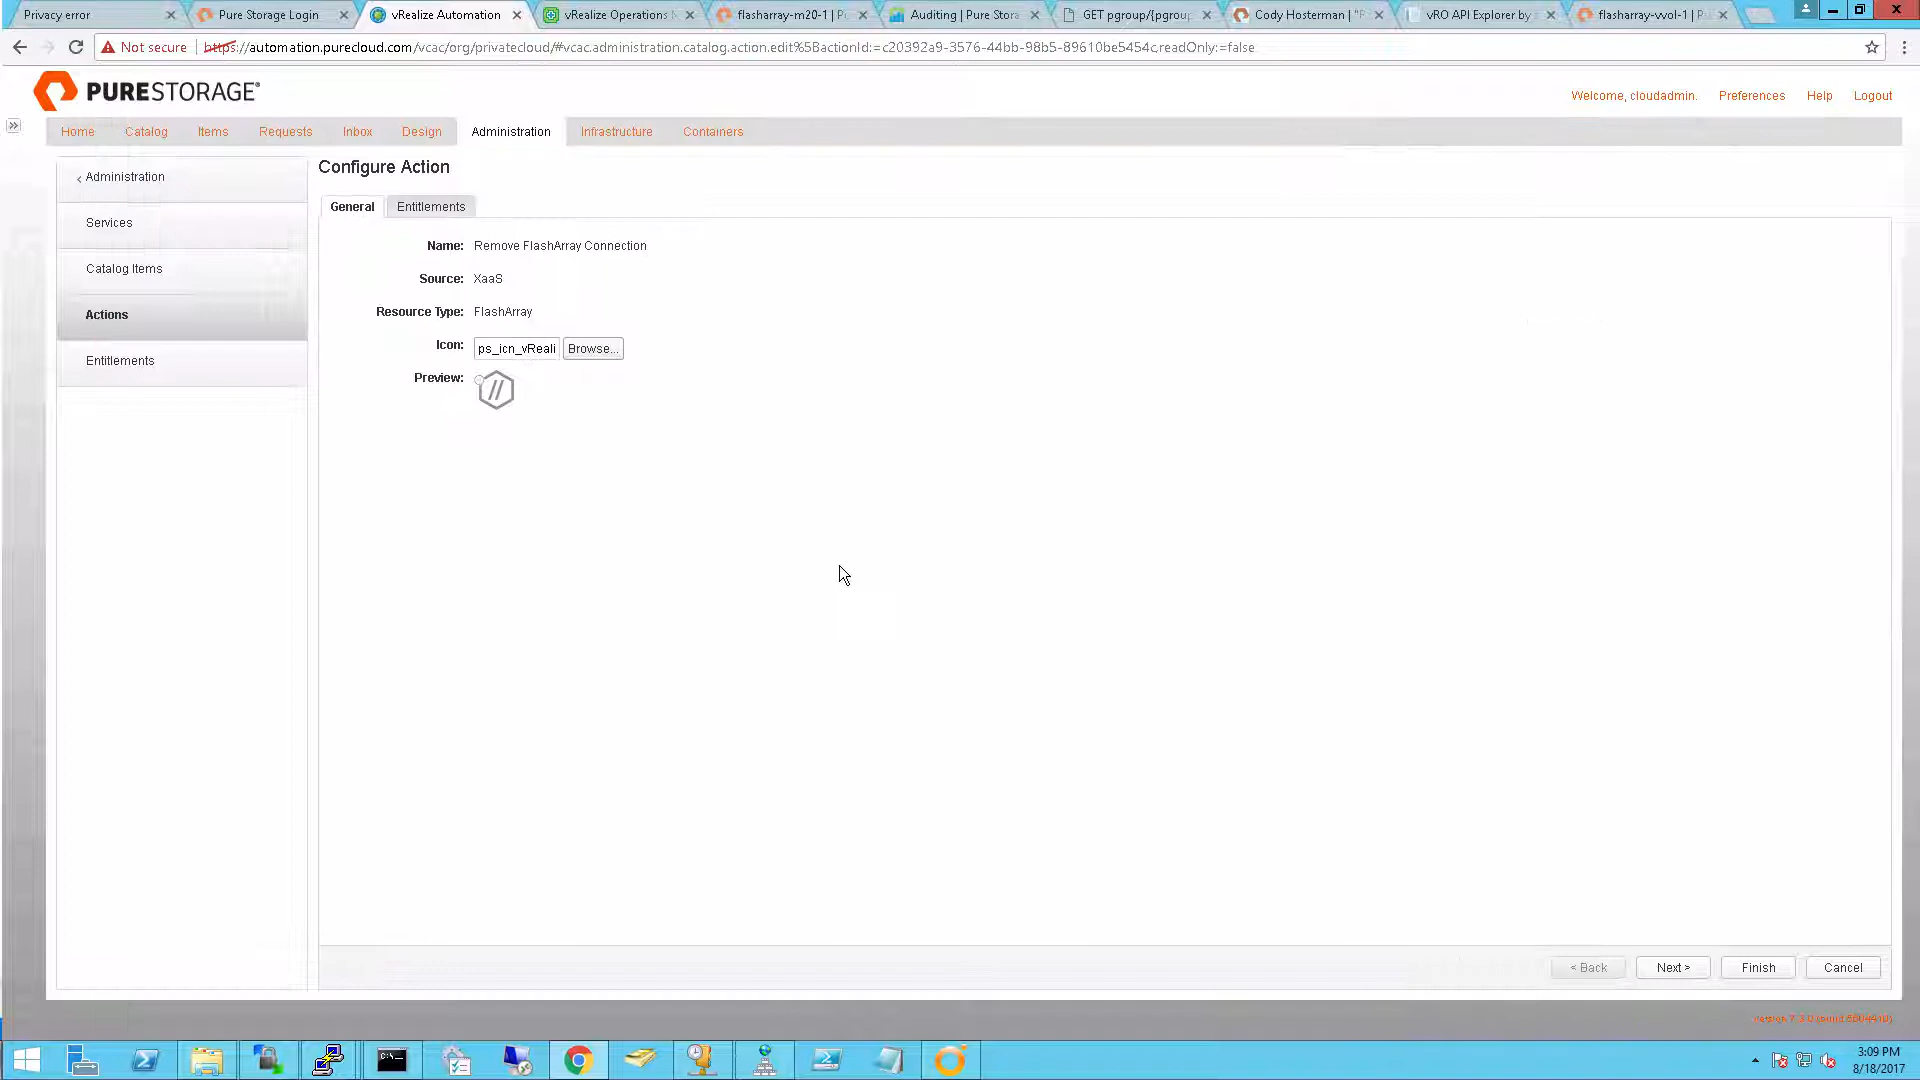 Privacy error
Pure Storage Login
vRealize Automation
vRealize Operations
flasharray-m20-1 | P
Auditing | Pure Stora
GET pgroup/{pgroup
Cody Hosterman | "F
vRO API Explorer by
flasharray-vvol-1 | P
Not secure
https://automation.purecloud.com/vcac/org/privatecloud/#vcac.administration.catalog.action.edit%5BactionId:=c20392a9-3576-44bb-98b5-89610be5454c,readOnly:=false
PURESTORAGE®
Welcome, cloudadmin. Preferences Help Logout
Home Catalog Items Requests Inbox Design Administration Infrastructure Containers
Configure Action
‹ Administration
Services
Catalog Items
Actions
Entitlements
General Entitlements
Name: Remove FlashArray Connection
Source: XaaS
Resource Type: FlashArray
Icon: ps_icn_vReali Browse...
Preview:
< Back Next > Finish Cancel
C:\_
3:09 PM
8/18/2017